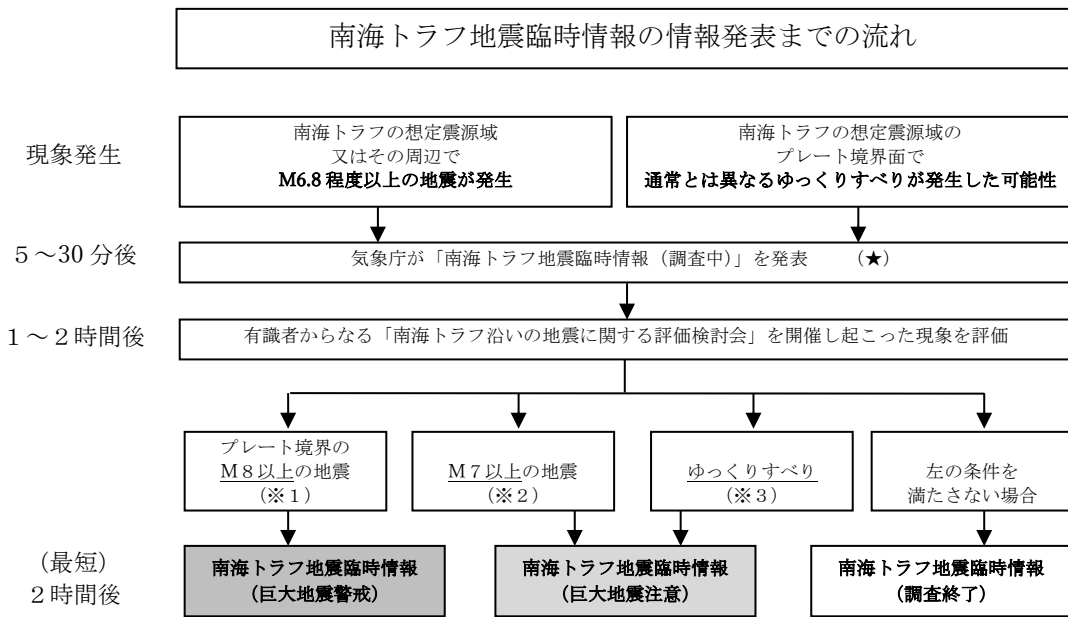 南海トラフ地震臨時情報の情報発表までの流れ
現象発生
南海トラフの想定震源域
又はその周辺で
M6.8 程度以上の地震が発生
南海トラフの想定震源域の
プレート境界面で
通常とは異なるゆっくりすべりが発生した可能性
５～30 分後
気象庁が「南海トラフ地震臨時情報（調査中）」を発表　　（★）
１～２時間後
有識者からなる「南海トラフ沿いの地震に関する評価検討会」を開催し起こった現象を評価
プレート境界の
Ｍ８以上の地震
（※１）
Ｍ７以上の地震
（※２）
ゆっくりすべり
（※３）
左の条件を
満たさない場合
（最短）
２時間後
南海トラフ地震臨時情報
（巨大地震警戒）
南海トラフ地震臨時情報
（巨大地震注意）
南海トラフ地震臨時情報
（調査終了）